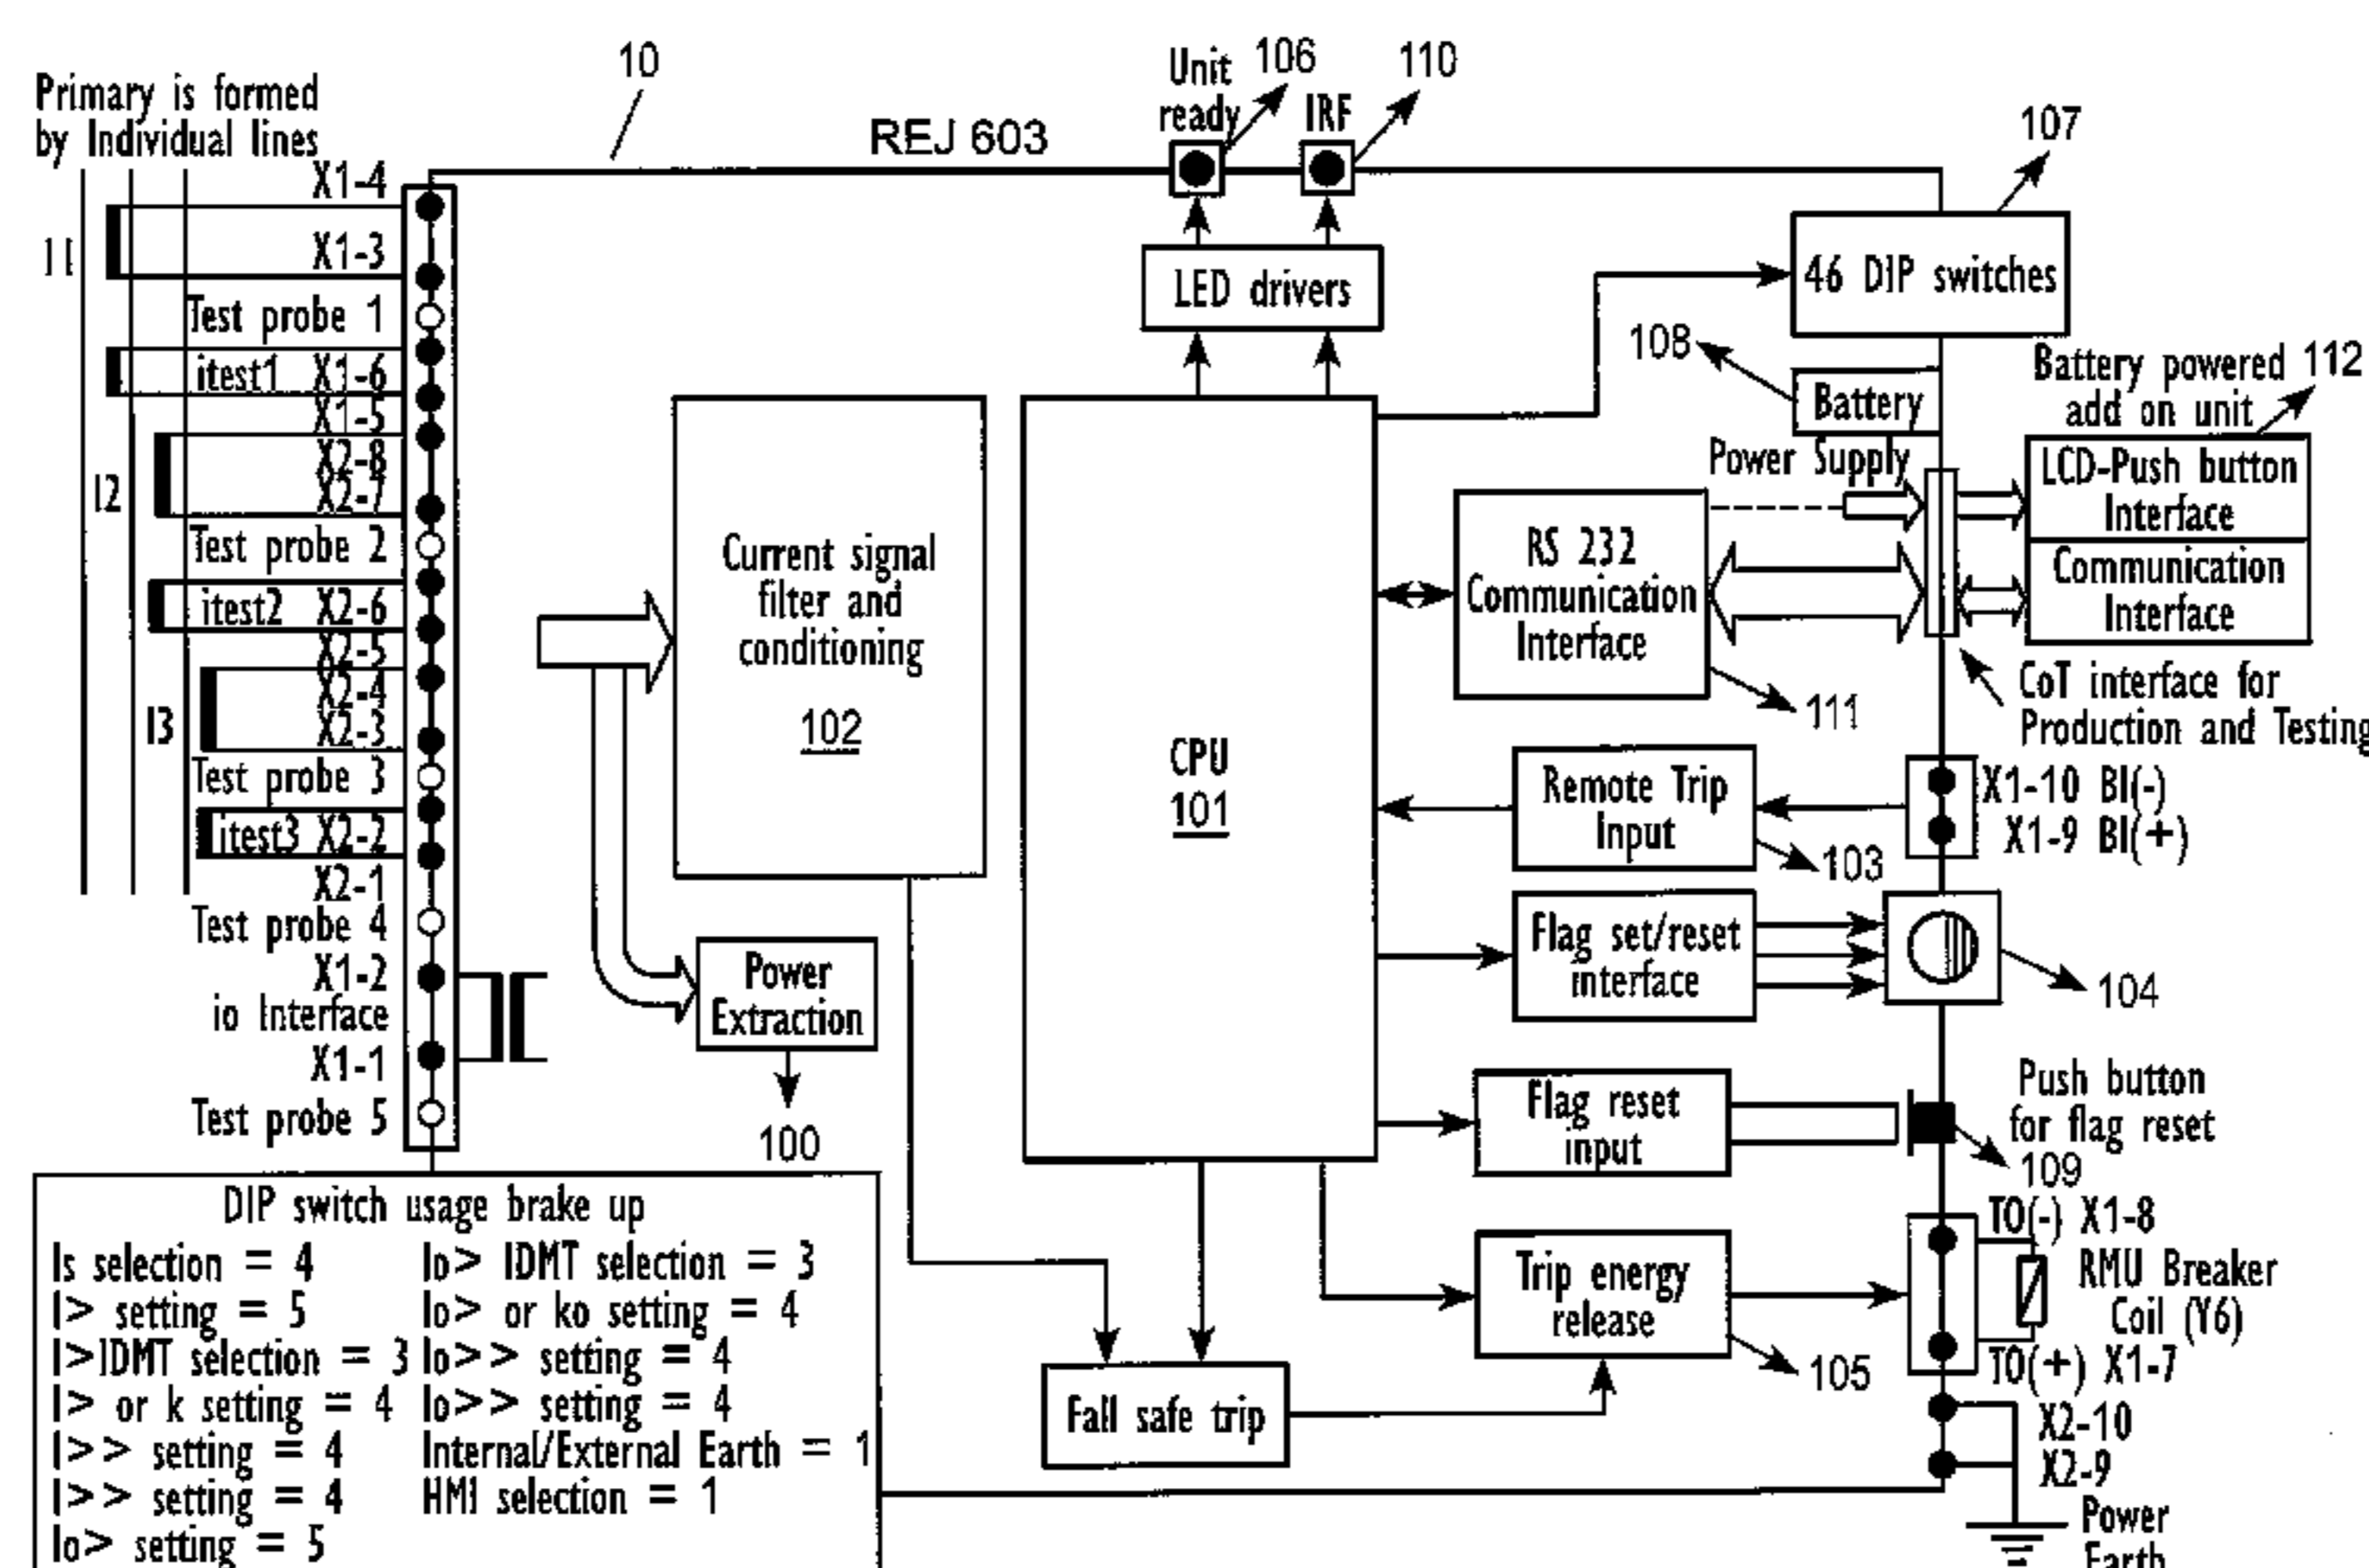 Primary is formed
by Individual lines
10
REJ 603
Unit
ready
106
IRF
110
107
X1-4
X1-3
Test probe 1
itest1 X1-6
X1-5
X2-8
I2
X2-7
Test probe 2
itest2 X2-6
X2-5
X2-4
I3
X2-3
Test probe 3
itest3 X2-2
X2-1
Test probe 4
X1-2
io Interface
X1-1
Test probe 5
Current signal
filter and
conditioning
102
Power
Extraction
100
LED drivers
CPU
101
46 DIP switches
108
Battery
Power Supply
Battery powered 112
add on unit
LCD-Push button
Interface
Communication
Interface
RS 232
Communication
Interface
111
CoT interface for
Production and Testing
Remote Trip
Input
103
X1-10 BI(-)
X1-9 BI(+)
Flag set/reset
interface
104
Flag reset
input
Push button
for flag reset
109
Trip energy
release
105
TO(-) X1-8
RMU Breaker
Coil (Y6)
TO(+) X1-7
X2-10
X2-9
Power
Earth
Fall safe trip
DIP switch usage brake up
Is selection = 4
I> setting = 5
I>IDMT selection = 3
I> or k setting = 4
I>> setting = 4
I>> setting = 4
Io> setting = 5
Io> IDMT selection = 3
Io> or ko setting = 4
Io>> setting = 4
Io>> setting = 4
Internal/External Earth = 1
HMI selection = 1